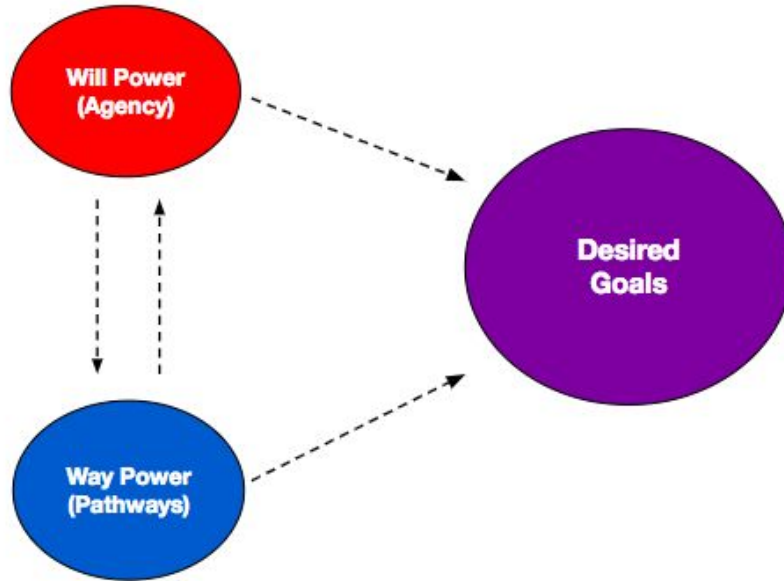 Will Power
(Agency)
Desired
Goals
Way Power
(Pathways)